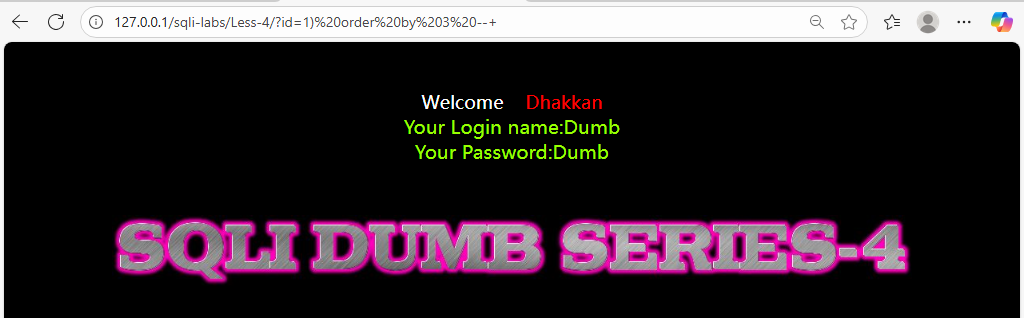 127.0.0.1/sqli-labs/Less-4/?id=1)%20order%20by%203%20--+
Welcome Dhakkan
Your Login name:Dumb
Your Password:Dumb
SQLI DUMB SERIES-4